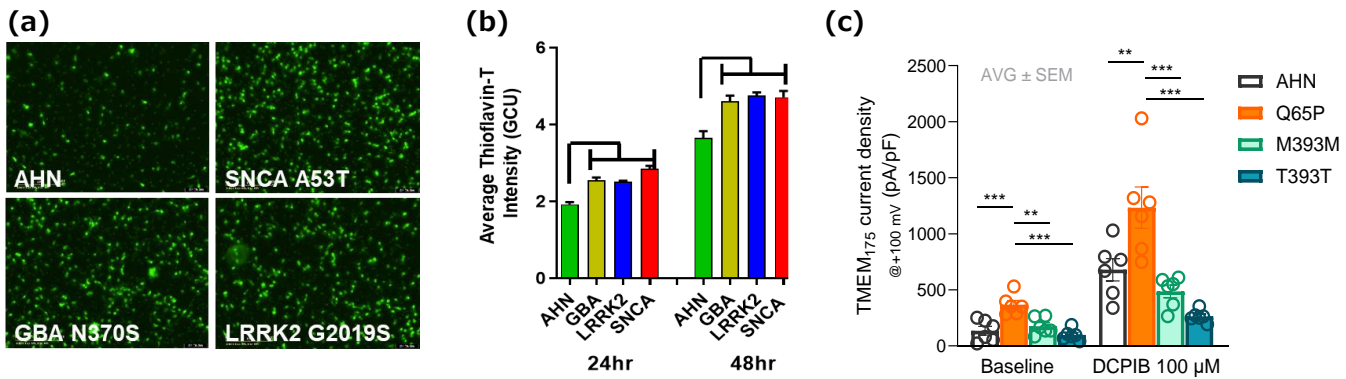 (a)
AHN
SNCA A53T
GBA N370S
LRRK2 G2019S
(b)
Average Thioflavin-T
Intensity (GCU)
6
4
2
0
AHN
GBA
LRRK2
SNCA
AHN
GBA
LRRK2
SNCA
24hr
48hr
(c)
TMEM175 current density
@+100 mV (pA/pF)
2500
2000
1500
1000
500
0
AVG ± SEM
**
***
***
***
**
***
Baseline
DCPIB 100 µM
AHN
Q65P
M393M
T393T